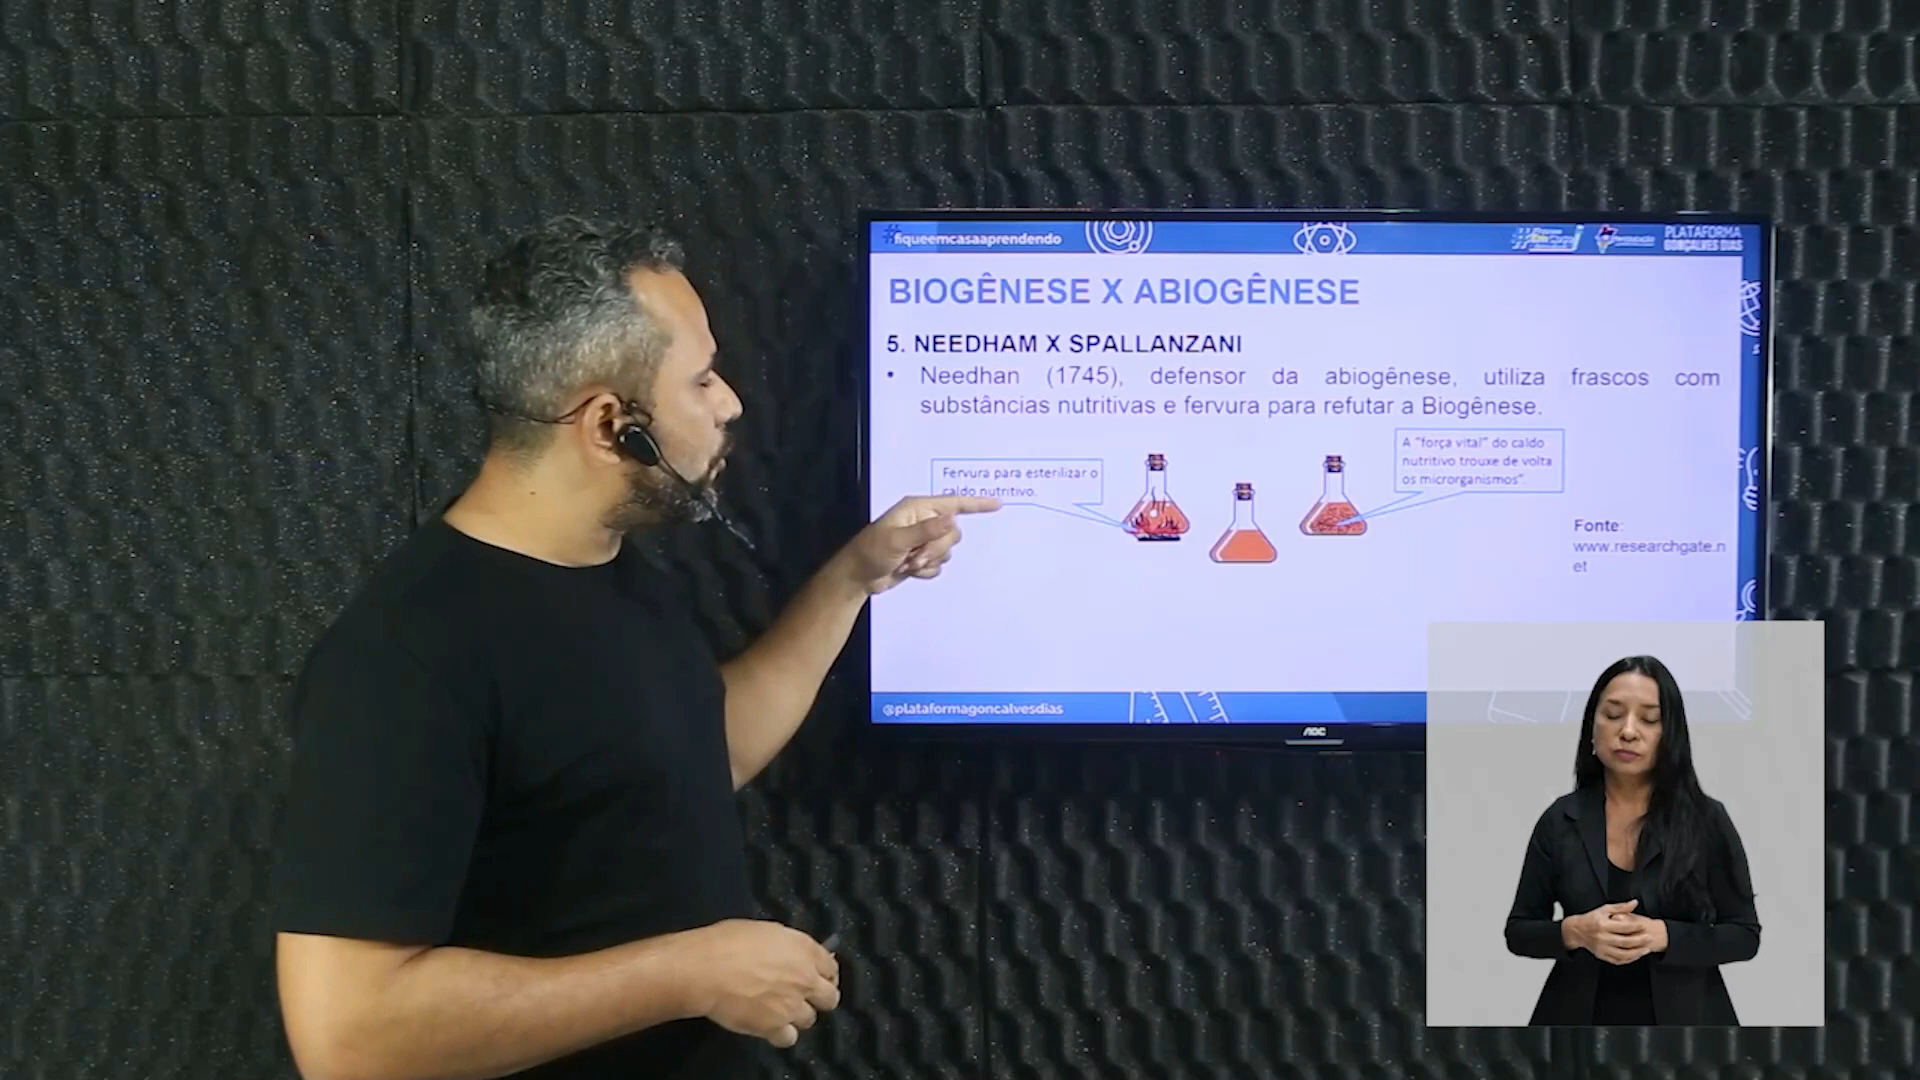 #fiqueemcasaaprendendo
PLATAFORMA
GONÇALVES DIAS
BIOGÊNESE X ABIOGÊNESE
5. NEEDHAM X SPALLANZANI
• Needhan (1745), defensor da abiogênese, utiliza frascos com
substâncias nutritivas e fervura para refutar a Biogênese.
Fervura para esterilizar o
caldo nutritivo.
A "força vital" do caldo
nutritivo trouxe de volta
os microrganismos".
Fonte:
www.researchgate.n
et
@plataformagoncalvesdias
AOC